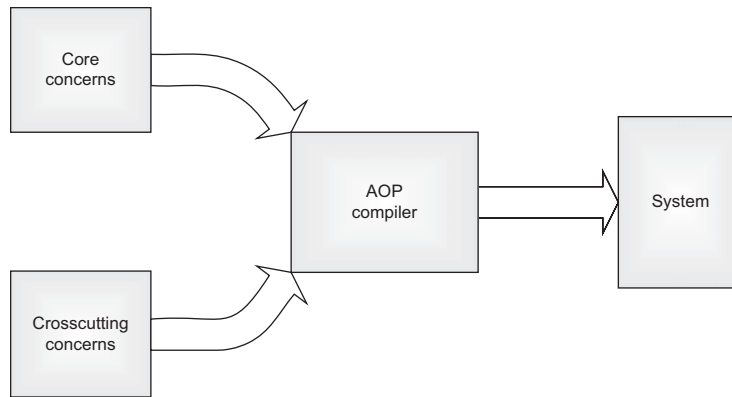 Core
concerns
AOP
compiler
System
Crosscutting
concerns